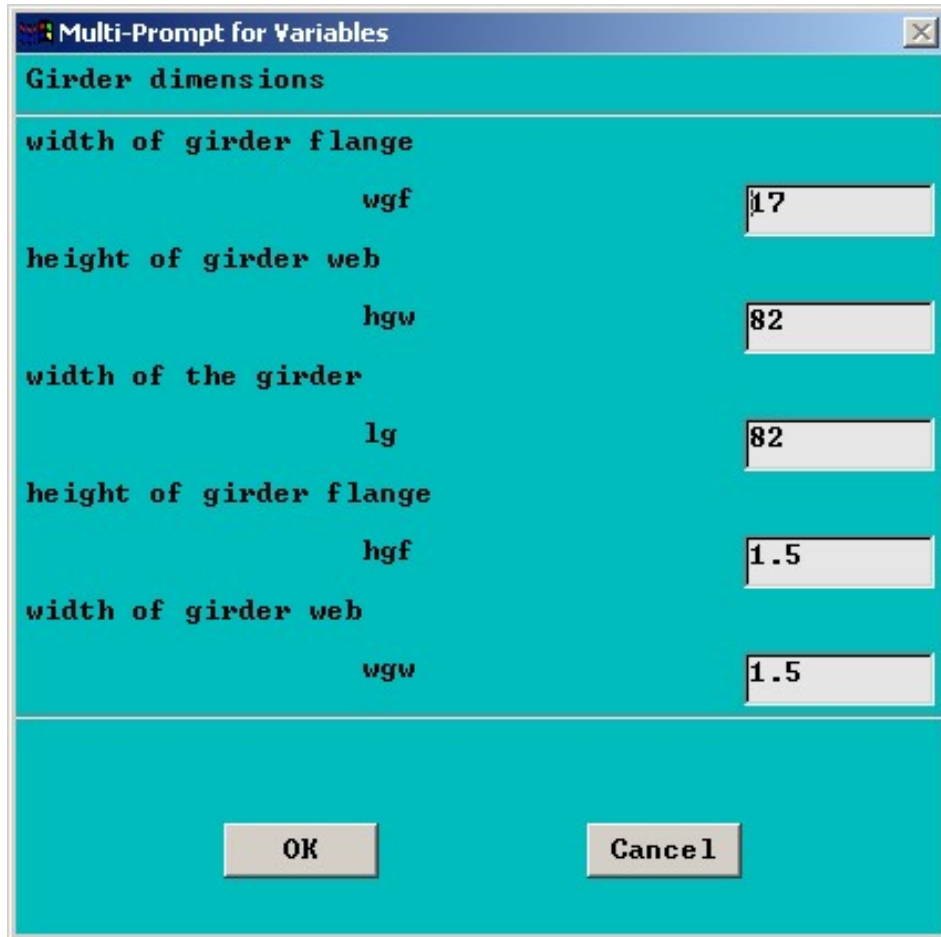 Multi-Prompt for Variables
Girder dimensions
width of girder flange
wgf 17
height of girder web
hgw 82
width of the girder
lg 82
height of girder flange
hgf 1.5
width of girder web
wgw 1.5
OK Cancel